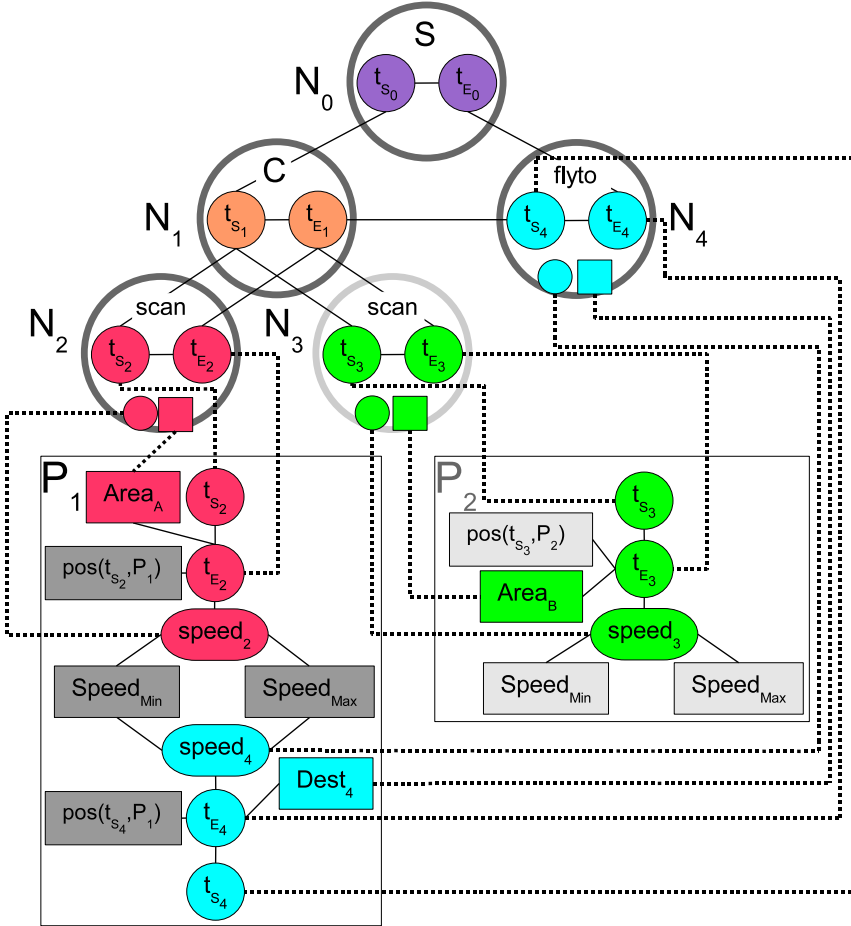 S
N0
tS0 tE0
C
flyto
N1
tS1 tE1
tS4 tE4
N4
scan
scan
N2
N3
tS2 tE2
tS3 tE3
P1
P2
AreaA
tS2
tS3
pos(tS3,P2)
pos(tS2,P1)
tE2
tE3
AreaB
speed2
speed3
SpeedMin
SpeedMax
SpeedMin
SpeedMax
speed4
Dest4
pos(tS4,P1)
tE4
tS4